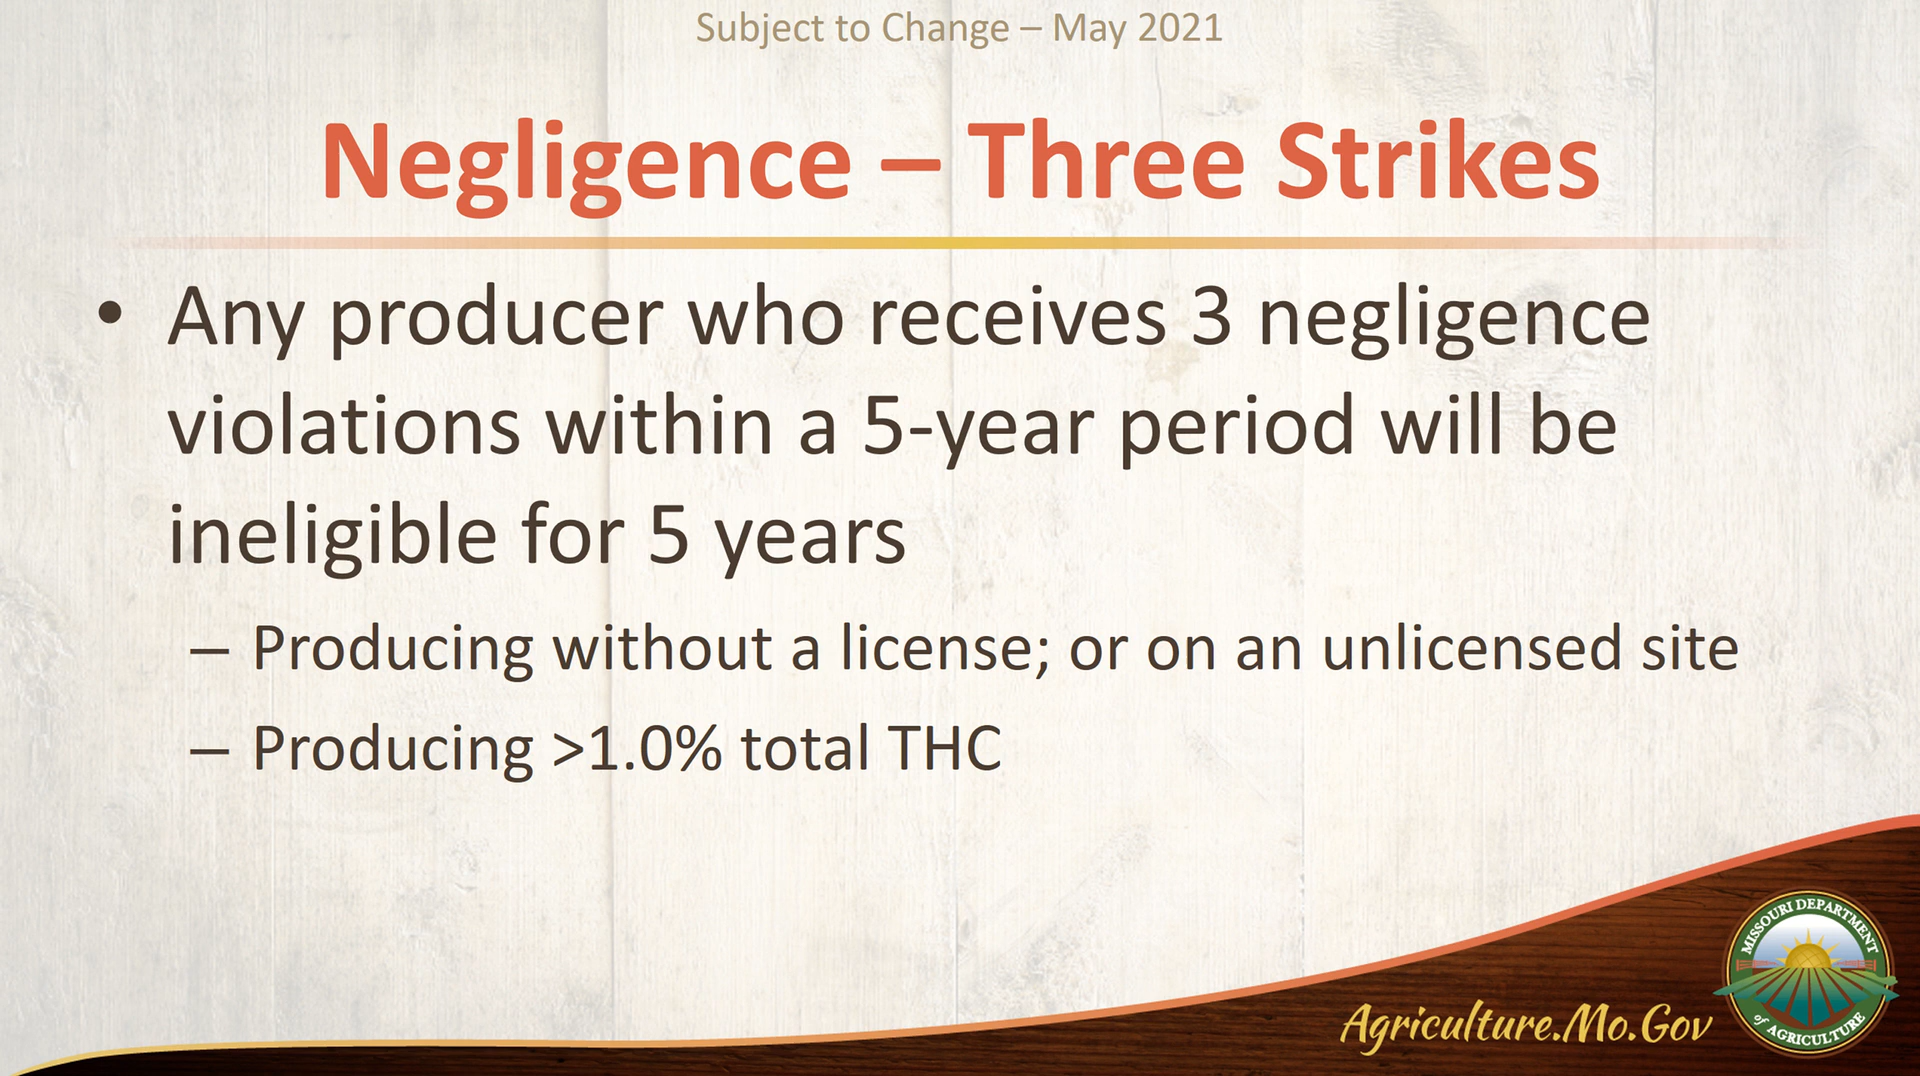 Subject to Change – May 2021
Negligence – Three Strikes
• Any producer who receives 3 negligence
violations within a 5-year period will be
ineligible for 5 years
– Producing without a license; or on an unlicensed site
– Producing >1.0% total THC
Agriculture.Mo.Gov
MISSOURI DEPARTMENT
of AGRICULTURE